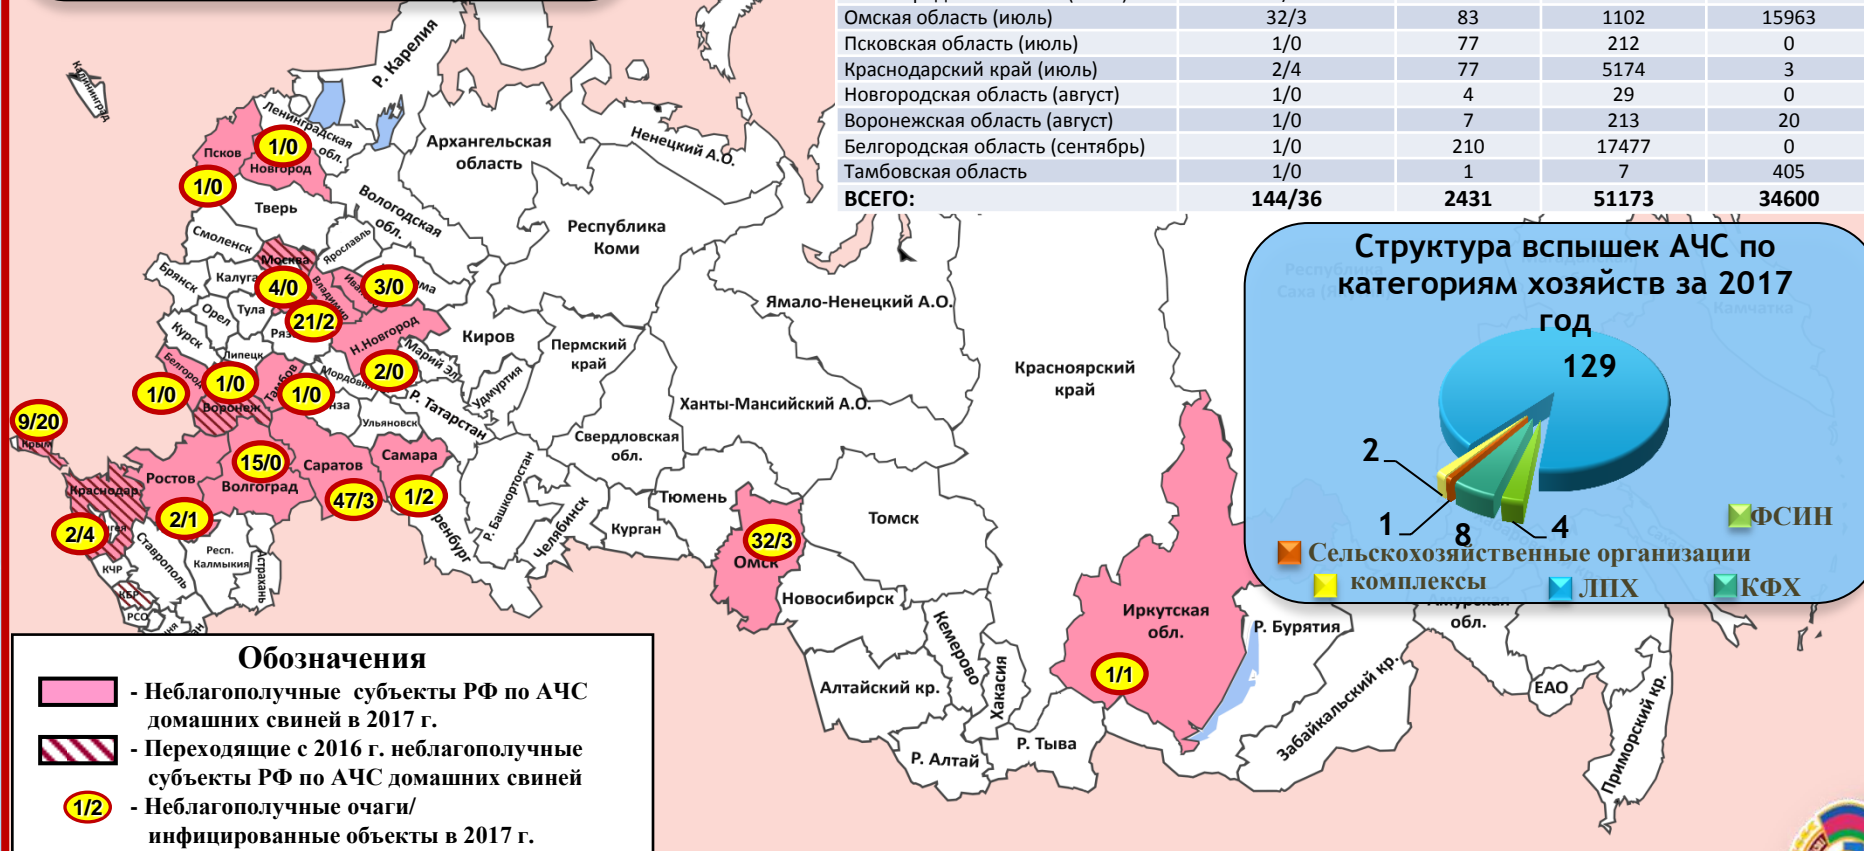 Омская область (июль) 32/3 83 1102 15963
Псковская область (июль) 1/0 77 212 0
Краснодарский край (июль) 2/4 77 5174 3
Новгородская область (август) 1/0 4 29 0
Воронежская область (август) 1/0 7 213 20
Белгородская область (сентябрь) 1/0 210 17477 0
Тамбовская область 1/0 1 7 405
ВСЕГО: 144/36 2431 51173 34600
Структура вспышек АЧС по
категориям хозяйств за 2017
год
129
2
1
8
4
ФСИН
Сельскохозяйственные организации
комплексы
ЛПХ
КФХ
Калининград
Р. Карелия
Ленинградская
обл.
Псков
1/0
Новгород
1/0
Архангельская
область
Ненецкий А.О.
Вологодская
обл.
Тверь
Смоленск
Ярославль
Москва
Республика
Коми
Брянск
Калуга
4/0
Владимир
3/0
Тула
21/2
Орел
Курск
Липецк
Н.Новгород
Киров
Марий Эл
Пермский
край
Ямало-Ненецкий А.О.
Красноярский
край
Белгород
1/0
1/0
Воронеж
Тамбов
1/0
Мордовия
2/0
Удмуртия
Р. Татарстан
Ханты-Мансийский А.О.
9/20
Крым
Ульяновск
Свердловская
обл.
15/0
Волгоград
Саратов
47/3
Самара
1/2
Ростов
2/1
Краснодар
2/4
Р. Башкортостан
Челябинск
Курган
Тюмень
Томск
32/3
Омск
Ставрополь
Респ.
Калмыкия
Астрахань
КЧР
КБР
РСО
Новосибирск
Кемерово
Хакасия
Алтайский кр.
Р. Алтай
Р. Тыва
Иркутская
обл.
1/1
Р. Бурятия
Забайкальский кр.
Амурская
обл.
ЕАО
Приморский кр.
Республика
Саха (Якутия)
Камчатка
Обозначения
- Неблагополучные субъекты РФ по АЧС
домашних свиней в 2017 г.
- Переходящие с 2016 г. неблагополучные
субъекты РФ по АЧС домашних свиней
1/2 - Неблагополучные очаги/
инфицированные объекты в 2017 г.